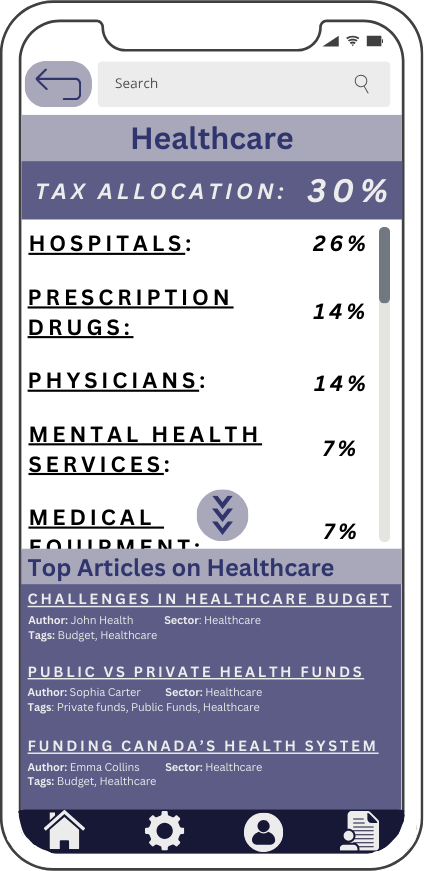 Search
Healthcare
TAX ALLOCATION: 30%
HOSPITALS: 26%
PRESCRIPTION
DRUGS: 14%
PHYSICIANS: 14%
MENTAL HEALTH
SERVICES: 7%
MEDICAL
EQUIPMENT: 7%
Top Articles on Healthcare
CHALLENGES IN HEALTHCARE BUDGET
Author: John Health Sector: Healthcare
Tags: Budget, Healthcare
PUBLIC VS PRIVATE HEALTH FUNDS
Author: Sophia Carter Sector: Healthcare
Tags: Private funds, Public Funds, Healthcare
FUNDING CANADA'S HEALTH SYSTEM
Author: Emma Collins Sector: Healthcare
Tags: Budget, Healthcare